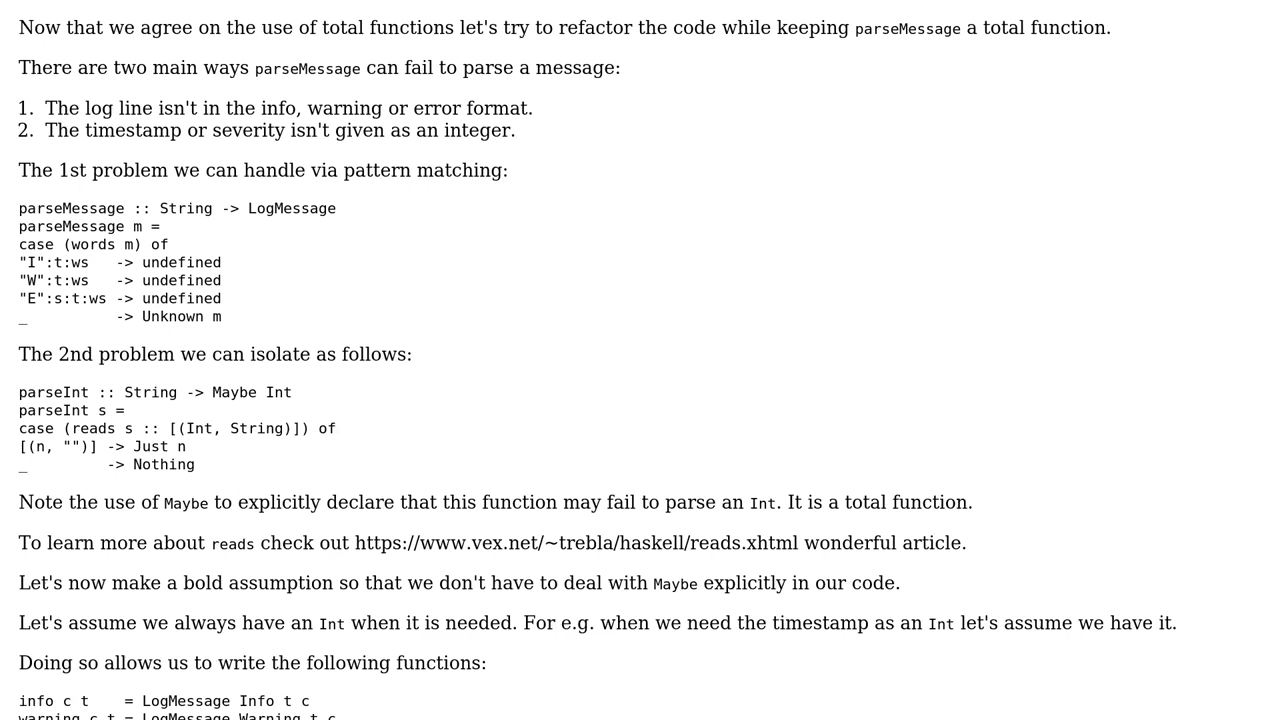 Now that we agree on the use of total functions let's try to refactor the code while keeping parseMessage a total function.
There are two main ways parseMessage can fail to parse a message:
1. The log line isn't in the info, warning or error format.
2. The timestamp or severity isn't given as an integer.
The 1st problem we can handle via pattern matching:
parseMessage :: String -> LogMessage
parseMessage m =
case (words m) of
"I":t:ws   -> undefined
"W":t:ws   -> undefined
"E":s:t:ws -> undefined
_          -> Unknown m
The 2nd problem we can isolate as follows:
parseInt :: String -> Maybe Int
parseInt s =
case (reads s :: [(Int, String)]) of
[(n, "")] -> Just n
_         -> Nothing
Note the use of Maybe to explicitly declare that this function may fail to parse an Int. It is a total function.
To learn more about reads check out https://www.vex.net/~trebla/haskell/reads.xhtml wonderful article.
Let's now make a bold assumption so that we don't have to deal with Maybe explicitly in our code.
Let's assume we always have an Int when it is needed. For e.g. when we need the timestamp as an Int let's assume we have it.
Doing so allows us to write the following functions:
info c t    = LogMessage Info t c
warning c t = LogMessage Warning t c